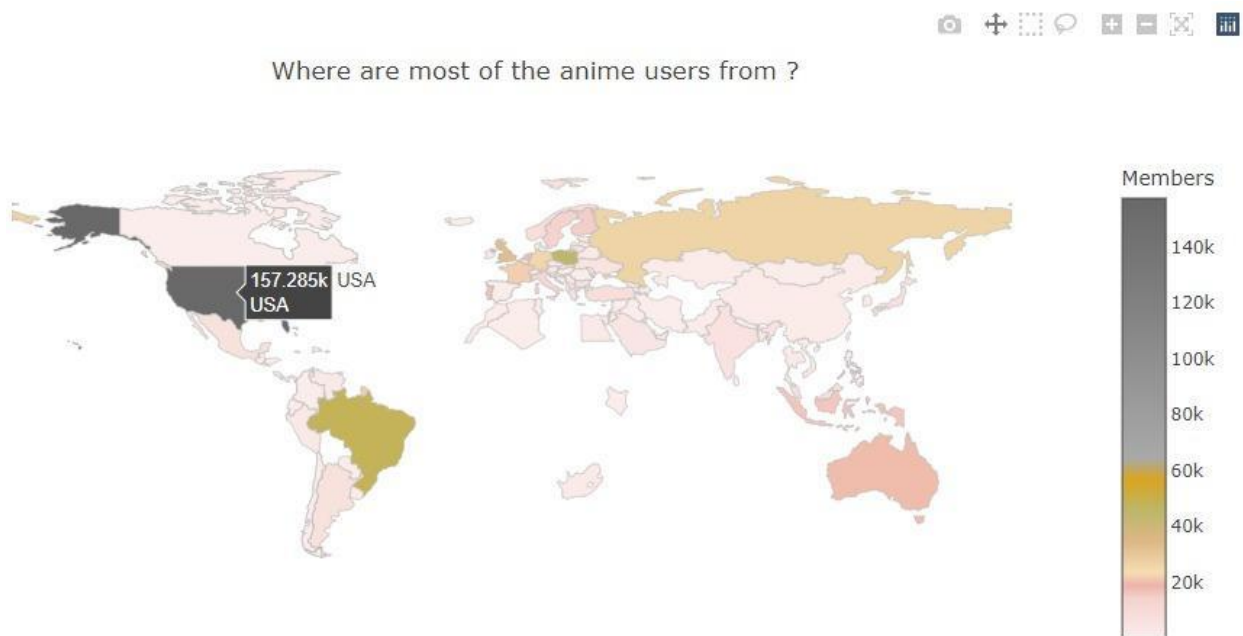 Where are most of the anime users from ?
Members
157.285k USA
USA
140k
120k
100k
80k
60k
40k
20k